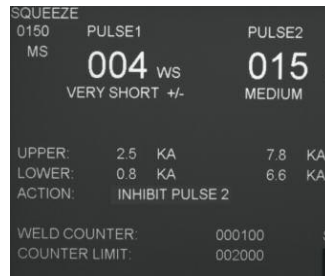 SQUEEZE
0150 PULSE1 PULSE2
MS 004 WS 015
VERY SHORT +/- MEDIUM
UPPER: 2.5 KA 7.8 KA
LOWER: 0.8 KA 6.6 KA
ACTION: INHIBIT PULSE 2
WELD COUNTER: 000100
COUNTER LIMIT: 002000